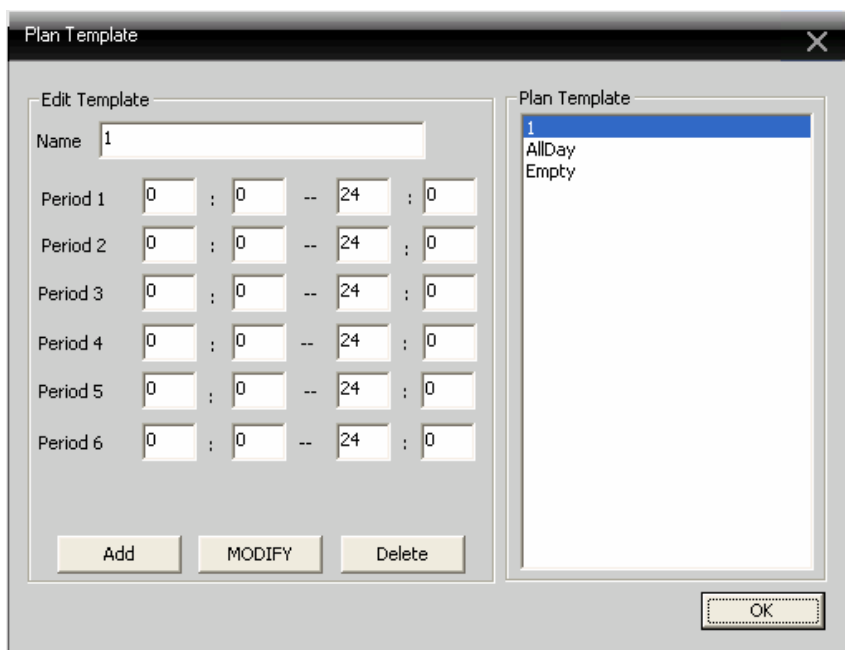 Plan Template
Edit Template
Name 1
Period 1 0 : 0 -- 24 : 0
Period 2 0 : 0 -- 24 : 0
Period 3 0 : 0 -- 24 : 0
Period 4 0 : 0 -- 24 : 0
Period 5 0 : 0 -- 24 : 0
Period 6 0 : 0 -- 24 : 0
Add MODIFY Delete
Plan Template
1
AllDay
Empty
OK